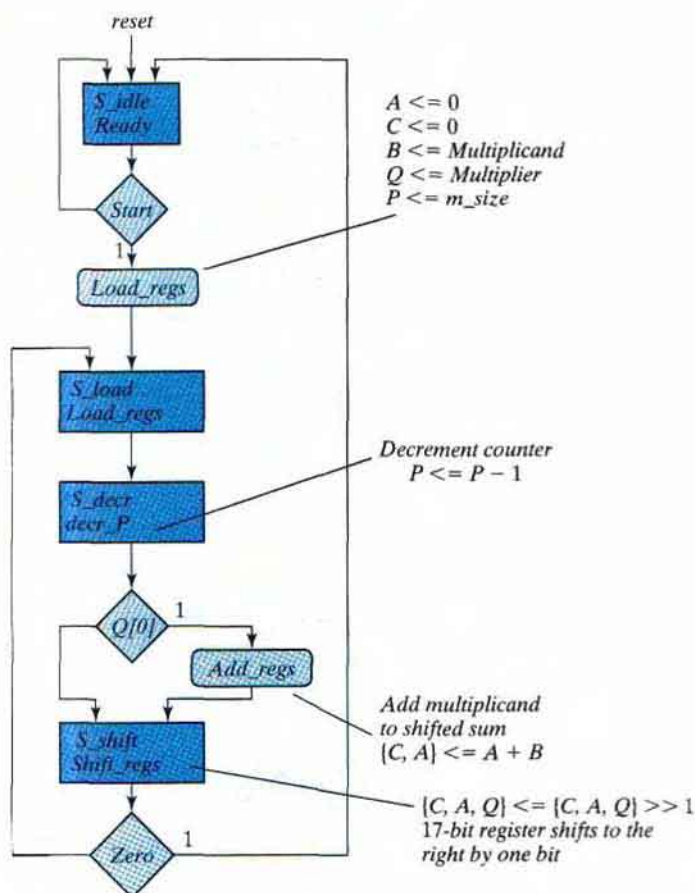 reset
S_idle
Ready
A <= 0
C <= 0
B <= Multiplicand
Q <= Multiplier
P <= m_size
Start
1
Load_regs
S_load
Load_regs
Decrement counter
P <= P − 1
S_decr
decr_P
Q[0]
1
Add_regs
Add multiplicand
to shifted sum
{C, A} <= A + B
S_shift
Shift_regs
{C, A, Q} <= {C, A, Q} >> 1
17-bit register shifts to the
right by one bit
Zero
1